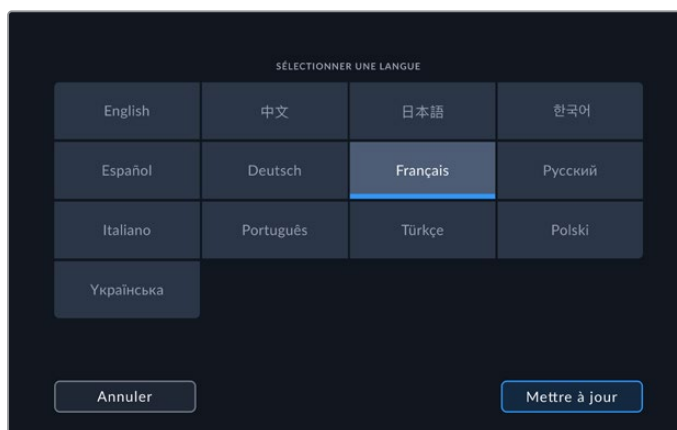 SÉLECTIONNER UNE LANGUE
English 中文 日本語 한국어
Español Deutsch Français Русский
Italiano Português Türkçe Polski
Українська
Annuler Mettre à jour